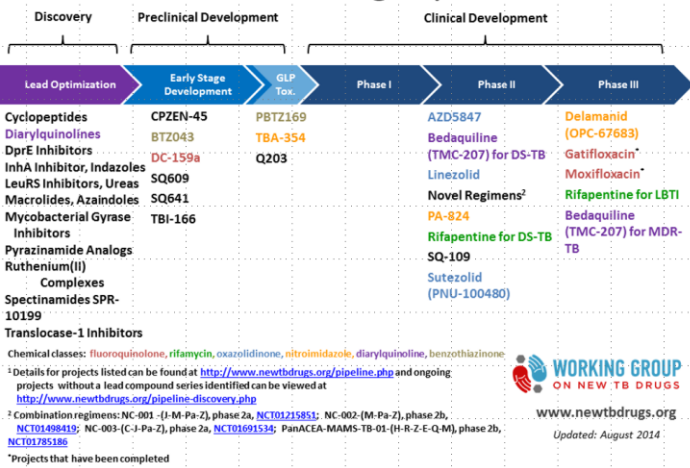 Discovery
Preclinical Development
Clinical Development
Lead Optimization
Early Stage
Development
GLP
Tox.
Phase I
Phase II
Phase III
Cyclopeptides
Diarylquinolines
DprE Inhibitors
InhA Inhibitor, Indazoles
LeuRS Inhibitors, Ureas
Macrolides, Azaindoles
Mycobacterial Gyrase
Inhibitors
Pyrazinamide Analogs
Ruthenium(II)
Complexes
Spectinamides SPR-
10199
Translocase-1 Inhibitors
CPZEN-45
BTZ043
DC-159a
SQ609
SQ641
TBI-166
PBTZ169
TBA-354
Q203
AZD5847
Bedaquiline
(TMC-207) for DS-TB
Linezolid
Novel Regimens²
PA-824
Rifapentine for DS-TB
SQ-109
Sutezolid
(PNU-100480)
Delamanid
(OPC-67683)
Gatifloxacin*
Moxifloxacin*
Rifapentine for LBTI
Bedaquiline
(TMC-207) for MDR-
TB
Chemical classes: fluoroquinolone, rifamycin, oxazolidinone, nitroimidazole, diarylquinoline, benzothiazinone
¹ Details for projects listed can be found at http://www.newtbdrugs.org/pipeline.php and ongoing
projects without a lead compound series identified can be viewed at
http://www.newtbdrugs.org/pipeline-discovery.php
² Combination regimens: NC-001 -(J-M-Pa-Z), phase 2a, NCT01215851; NC-002-(M-Pa-Z), phase 2b,
NCT01498419; NC-003-(C-J-Pa-Z), phase 2a, NCT01691534; PanACEA-MAMS-TB-01-(H-R-Z-E-Q-M), phase 2b,
NCT01785186
*Projects that have been completed
WORKING GROUP
ON NEW TB DRUGS
www.newtbdrugs.org
Updated: August 2014